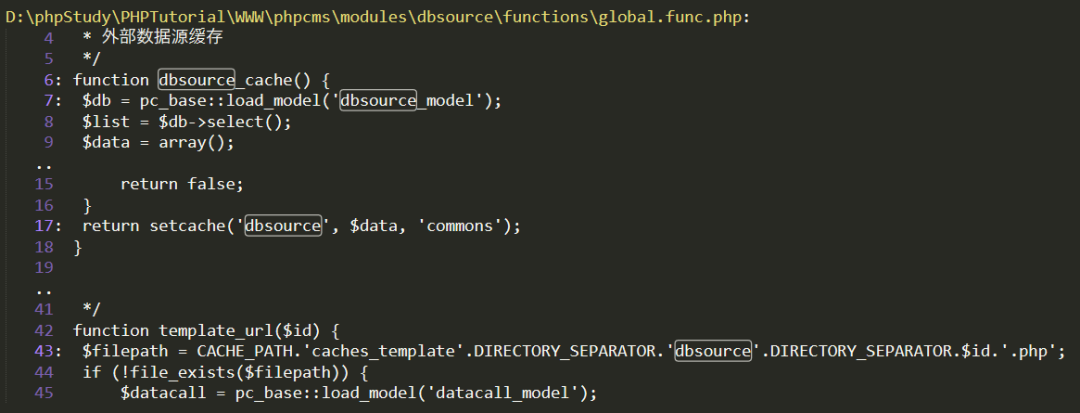 D:\phpStudy\PHPTutorial\WWW\phpcms\modules\dbsource\functions\global.func.php:
4 * 外部数据源缓存
5 */
6: function dbsource_cache() {
7: $db = pc_base::load_model('dbsource_model');
8 $list = $db->select();
9 $data = array();
..
15 return false;
16 }
17: return setcache('dbsource', $data, 'commons');
18 }
19
..
41 */
42 function template_url($id) {
43: $filepath = CACHE_PATH.'caches_template'.DIRECTORY_SEPARATOR.'dbsource'.DIRECTORY_SEPARATOR.$id.'.php';
44 if (!file_exists($filepath)) {
45 $datacall = pc_base::load_model('datacall_model');